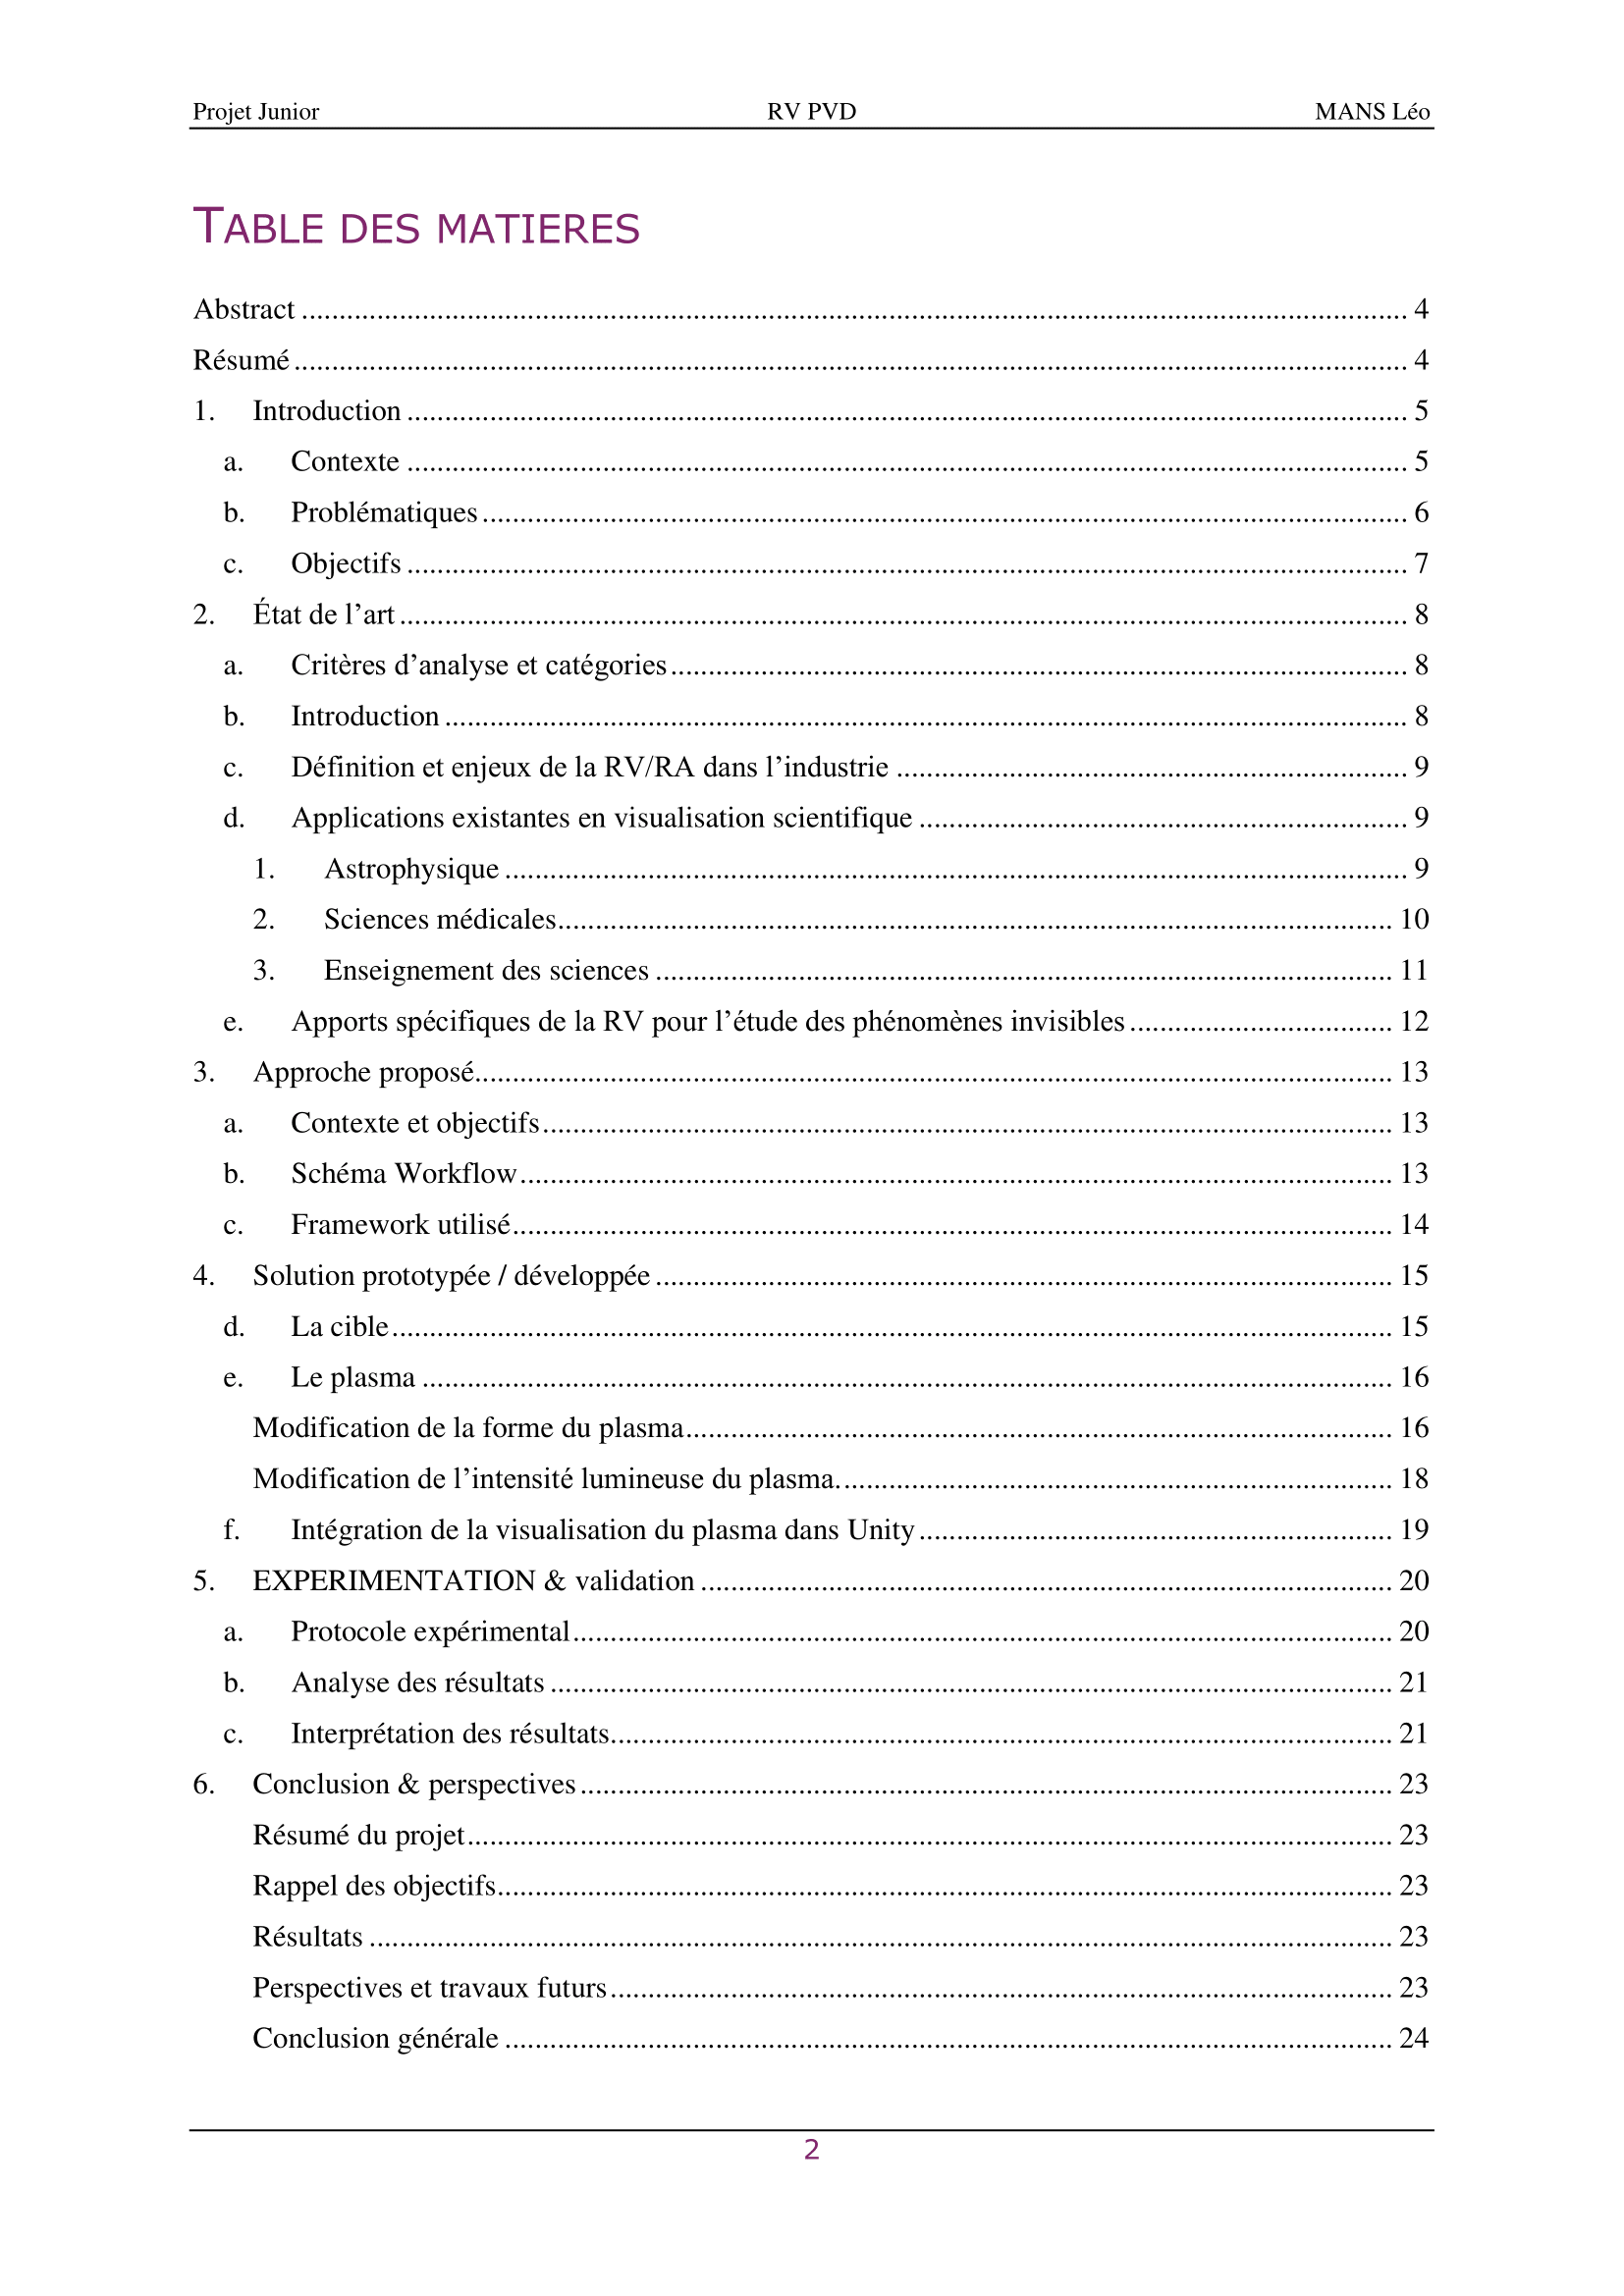 Projet Junior RV PVD MANS Léo
TABLE DES MATIERES
Abstract 4
Résumé 4
1. Introduction 5
a. Contexte 5
b. Problématiques 6
c. Objectifs 7
2. État de l’art 8
a. Critères d’analyse et catégories 8
b. Introduction 8
c. Définition et enjeux de la RV/RA dans l’industrie 9
d. Applications existantes en visualisation scientifique 9
1. Astrophysique 9
2. Sciences médicales 10
3. Enseignement des sciences 11
e. Apports spécifiques de la RV pour l’étude des phénomènes invisibles 12
3. Approche proposé 13
a. Contexte et objectifs 13
b. Schéma Workflow 13
c. Framework utilisé 14
4. Solution prototypée / développée 15
d. La cible 15
e. Le plasma 16
Modification de la forme du plasma 16
Modification de l’intensité lumineuse du plasma. 18
f. Intégration de la visualisation du plasma dans Unity 19
5. EXPERIMENTATION & validation 20
a. Protocole expérimental 20
b. Analyse des résultats 21
c. Interprétation des résultats 21
6. Conclusion & perspectives 23
Résumé du projet 23
Rappel des objectifs 23
Résultats 23
Perspectives et travaux futurs 23
Conclusion générale 24
2